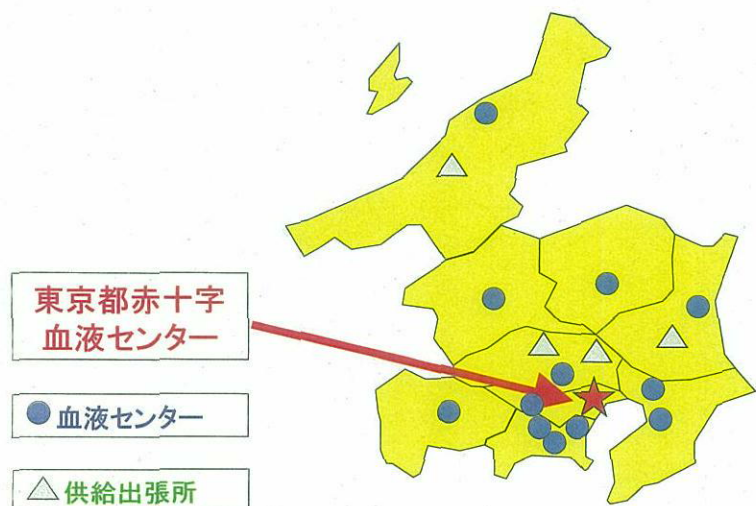 東京都赤十字
血液センター
血液センター
供給出張所